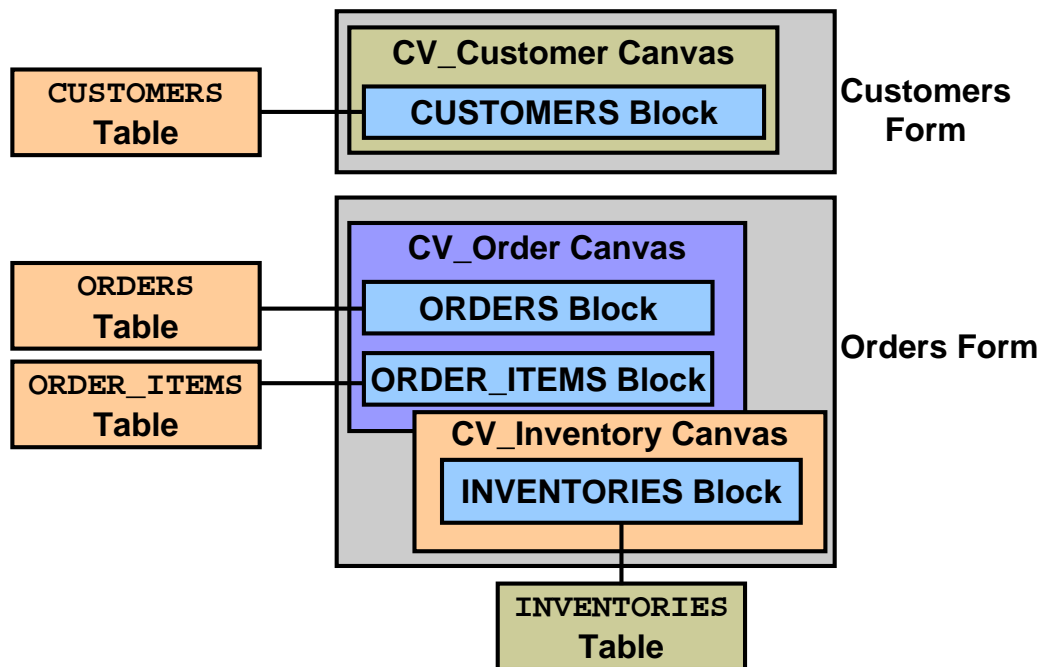 CV_Customer Canvas
CUSTOMERS
Table
CUSTOMERS Block
Customers
Form
CV_Order Canvas
ORDERS
Table
ORDERS Block
Orders Form
ORDER_ITEMS
Table
ORDER_ITEMS Block
CV_Inventory Canvas
INVENTORIES Block
INVENTORIES
Table